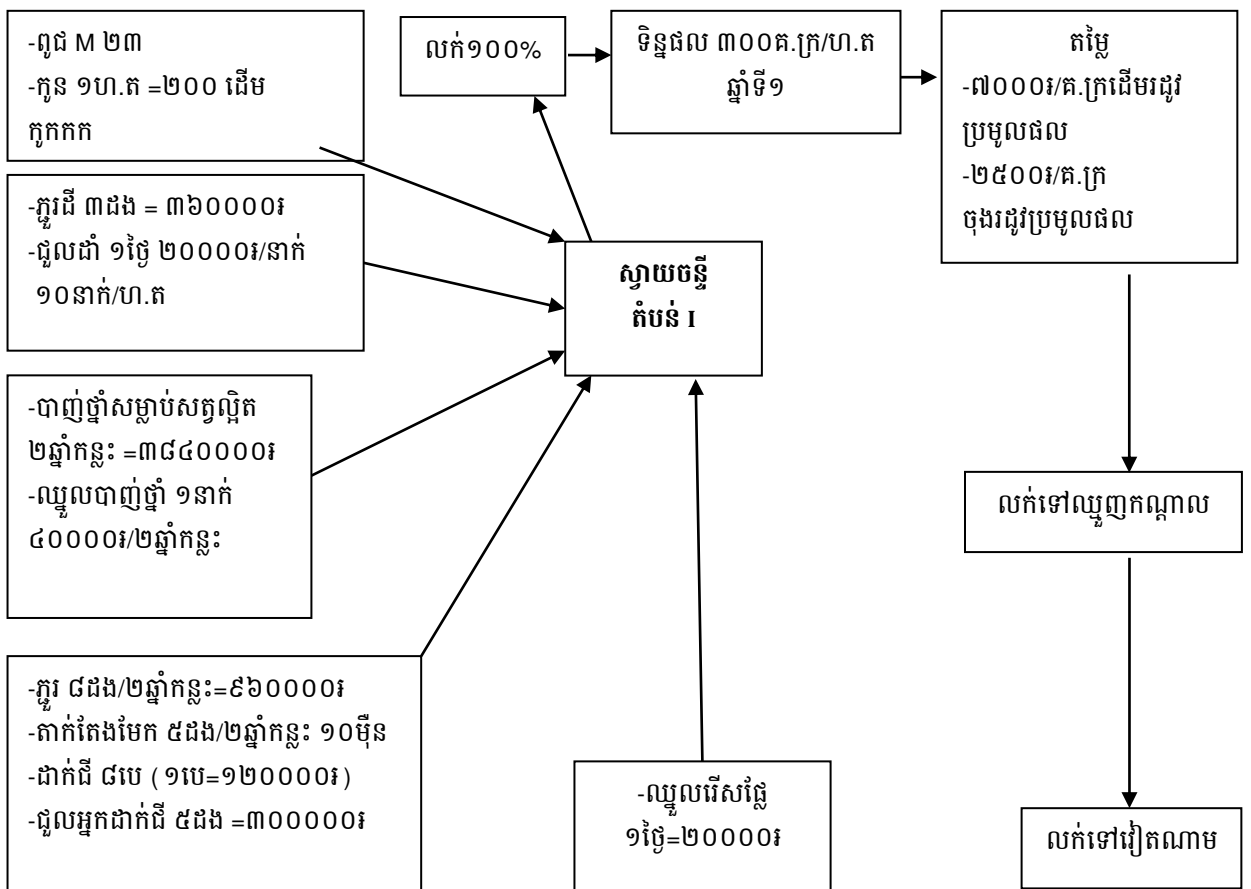 -ពូជ M ២៣
-កូន ១ហ.ត =២០០ ដើម
កូកកក
លក់១០០%
ទិន្នផល ៣០០គ.ក្រ/ហ.ត
ឆ្នាំទី១
តម្លៃ
-៧០០០៛/គ.ក្រដើមរដូវ
ប្រមូលផល
-២៥០០៛/គ.ក្រ
ចុងរដូវប្រមូលផល
-ភ្ជួរដី ៣ដង = ៣៦០០០០៛
-ជួលដាំ ១ថ្ងៃ ២០០០០៛/នាក់
១០នាក់/ហ.ត
ស្វាយចន្ទី
តំបន់ I
-បាញ់ថ្នាំសម្លាប់សត្វល្អិត
២ឆ្នាំកន្លះ =៣៨៤០០០០៛
-ឈ្នួលបាញ់ថ្នាំ ១នាក់
៤០០០០៛/២ឆ្នាំកន្លះ
លក់ទៅឈ្មួញកណ្តាល
-ភ្ជួរ ៨ដង/២ឆ្នាំកន្លះ=៩៦០០០០៛
-តាក់តែងមែក ៥ដង/២ឆ្នាំកន្លះ ១០ម៉ឺន
-ដាក់ជី ៨បេ ( ១បេ=១២០០០០៛ )
-ជួលអ្នកដាក់ជី ៥ដង =៣០០០០០៛
-ឈ្នួលរើសផ្លែ
១ថ្ងៃ=២០០០០៛
លក់ទៅវៀតណាម